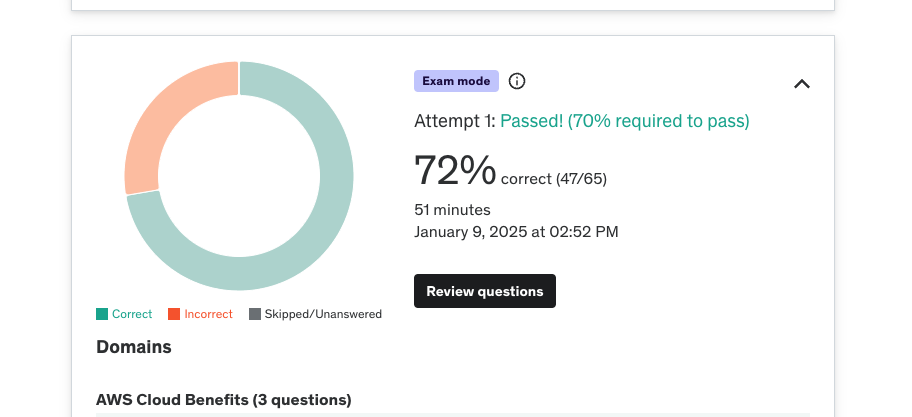 Exam mode
Attempt 1: Passed! (70% required to pass)
72% correct (47/65)
51 minutes
January 9, 2025 at 02:52 PM
Review questions
Correct Incorrect Skipped/Unanswered
Domains
AWS Cloud Benefits (3 questions)